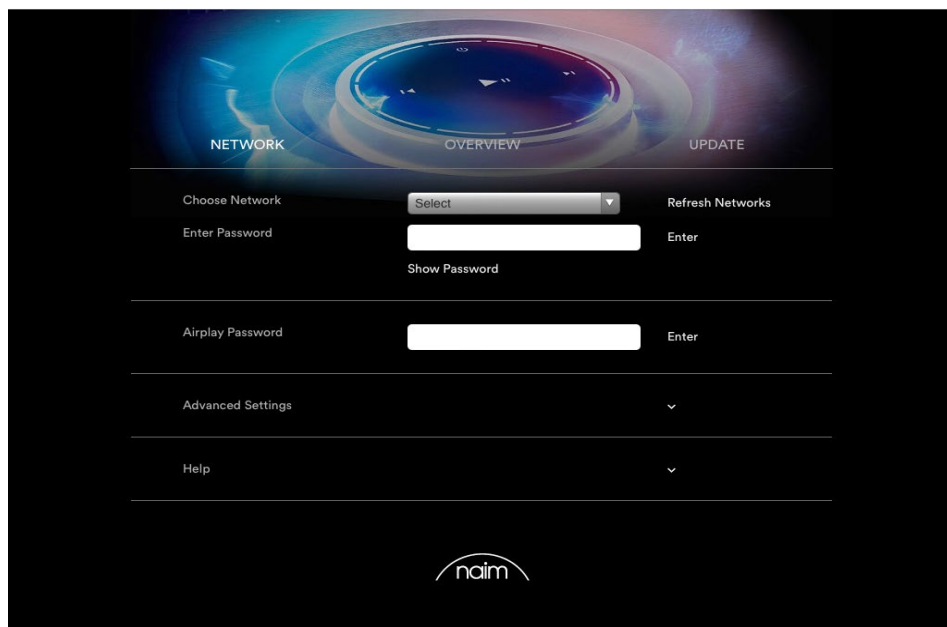 NETWORK OVERVIEW UPDATE
Choose Network Select Refresh Networks
Enter Password Enter
Show Password
Airplay Password Enter
Advanced Settings
Help
naim